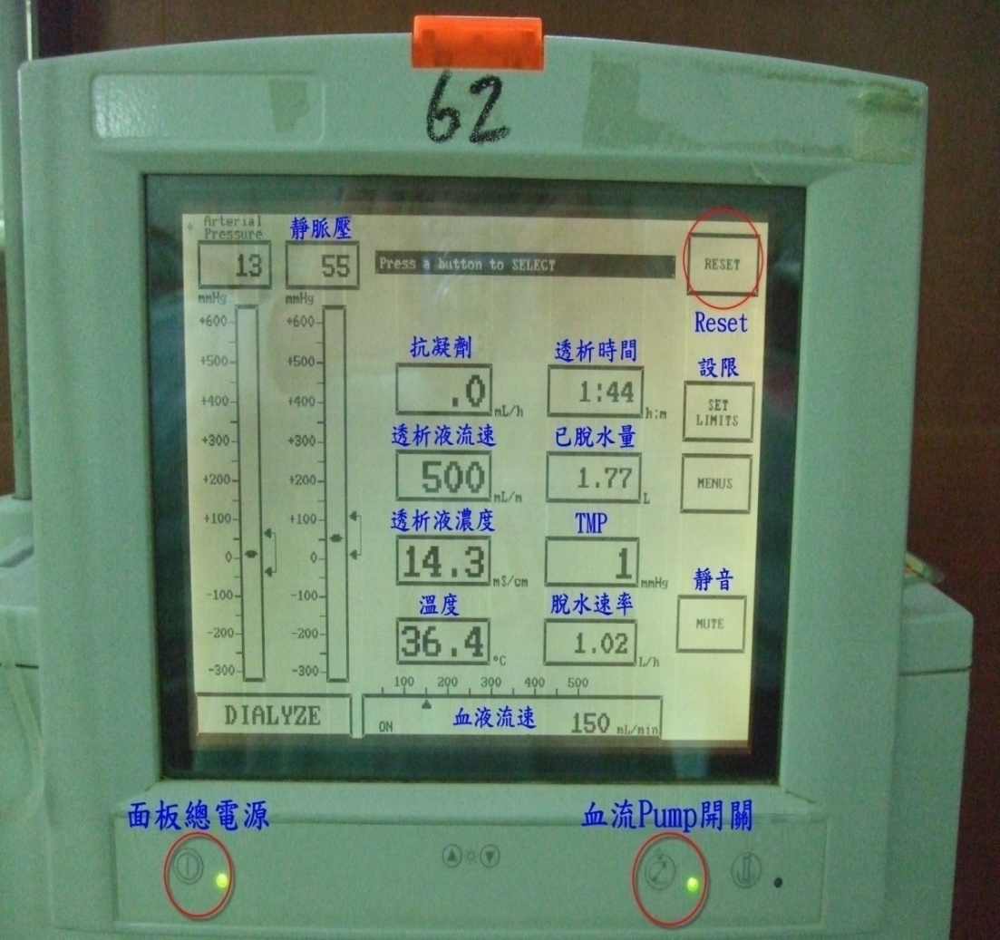 62
Arterial
Pressure
靜脈壓
13
55
Press a button to SELECT
RESET
Reset
mmHg
mmHg
+600
+500
+400
+300
+200
+100
0
-100
-200
-300
+600
+500
+400
+300
+200
+100
0
-100
-200
-300
抗凝劑
.0 mL/h
透析時間
1:44 h:m
設限
SET
LIMITS
透析液流速
500 mL/m
已脫水量
1.77 L
MENUS
透析液濃度
14.3 mS/cm
TMP
1 mmHg
靜音
MUTE
溫度
36.4 °C
脫水速率
1.02 L/h
100 200 300 400 500
DIALYZE
ON 血液流速 150 mL/min
面板總電源
血流Pump開關